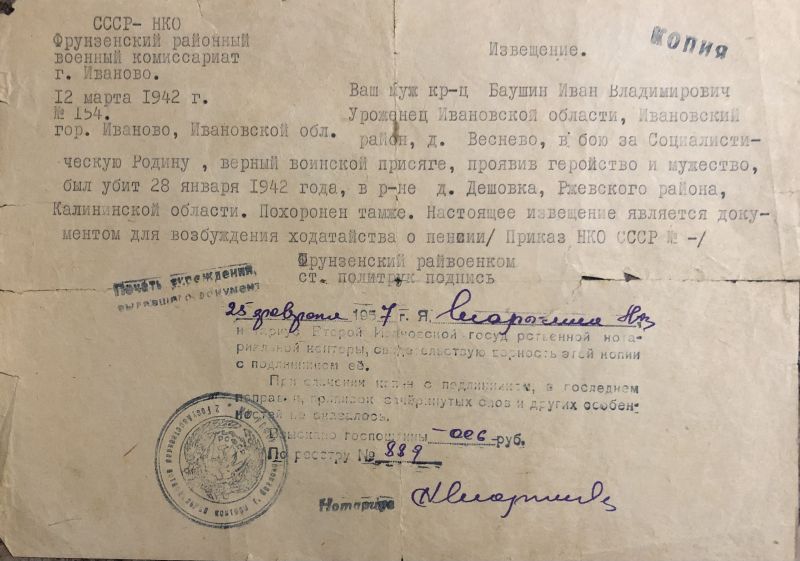 СССР- НКО
Фрунзенский районный
военный комиссариат
г. Иваново.
12 марта 1942 г.
№ 154.
гор. Иваново, Ивановской обл.
КОПИЯ
Извещение.
Ваш муж кр-ц Баушин Иван Владимирович
Уроженец Ивановской области, Ивановский
район, д. Веснево, в бою за Социалисти-
ческую Родину , верный воинской присяге, проявив геройство и мужество,
был убит 28 января 1942 года, в р-не д. Дешовка, Ржевского района,
Калининской области. Похоронен тамже. Настоящее извещение является доку-
ментом для возбуждения ходатайства о пенсии/ Приказ НКО СССР № -/
Фрунзенский райвоенком
ст. политрук подпись
Печать учреждения,
выдавшего документ
25 февраля 1957 г. Я,
нотариус Второй Ивановской государственной нота-
риальной конторы, свидетельствую верность этой копии
с подлинником её.
При сличении копии с подлинником, в последнем
поправок, приписок зачёркнутых слов и других особен-
ностей не оказалось.
Взыскано госпошлины руб.
По реестру № 889
Нотариус